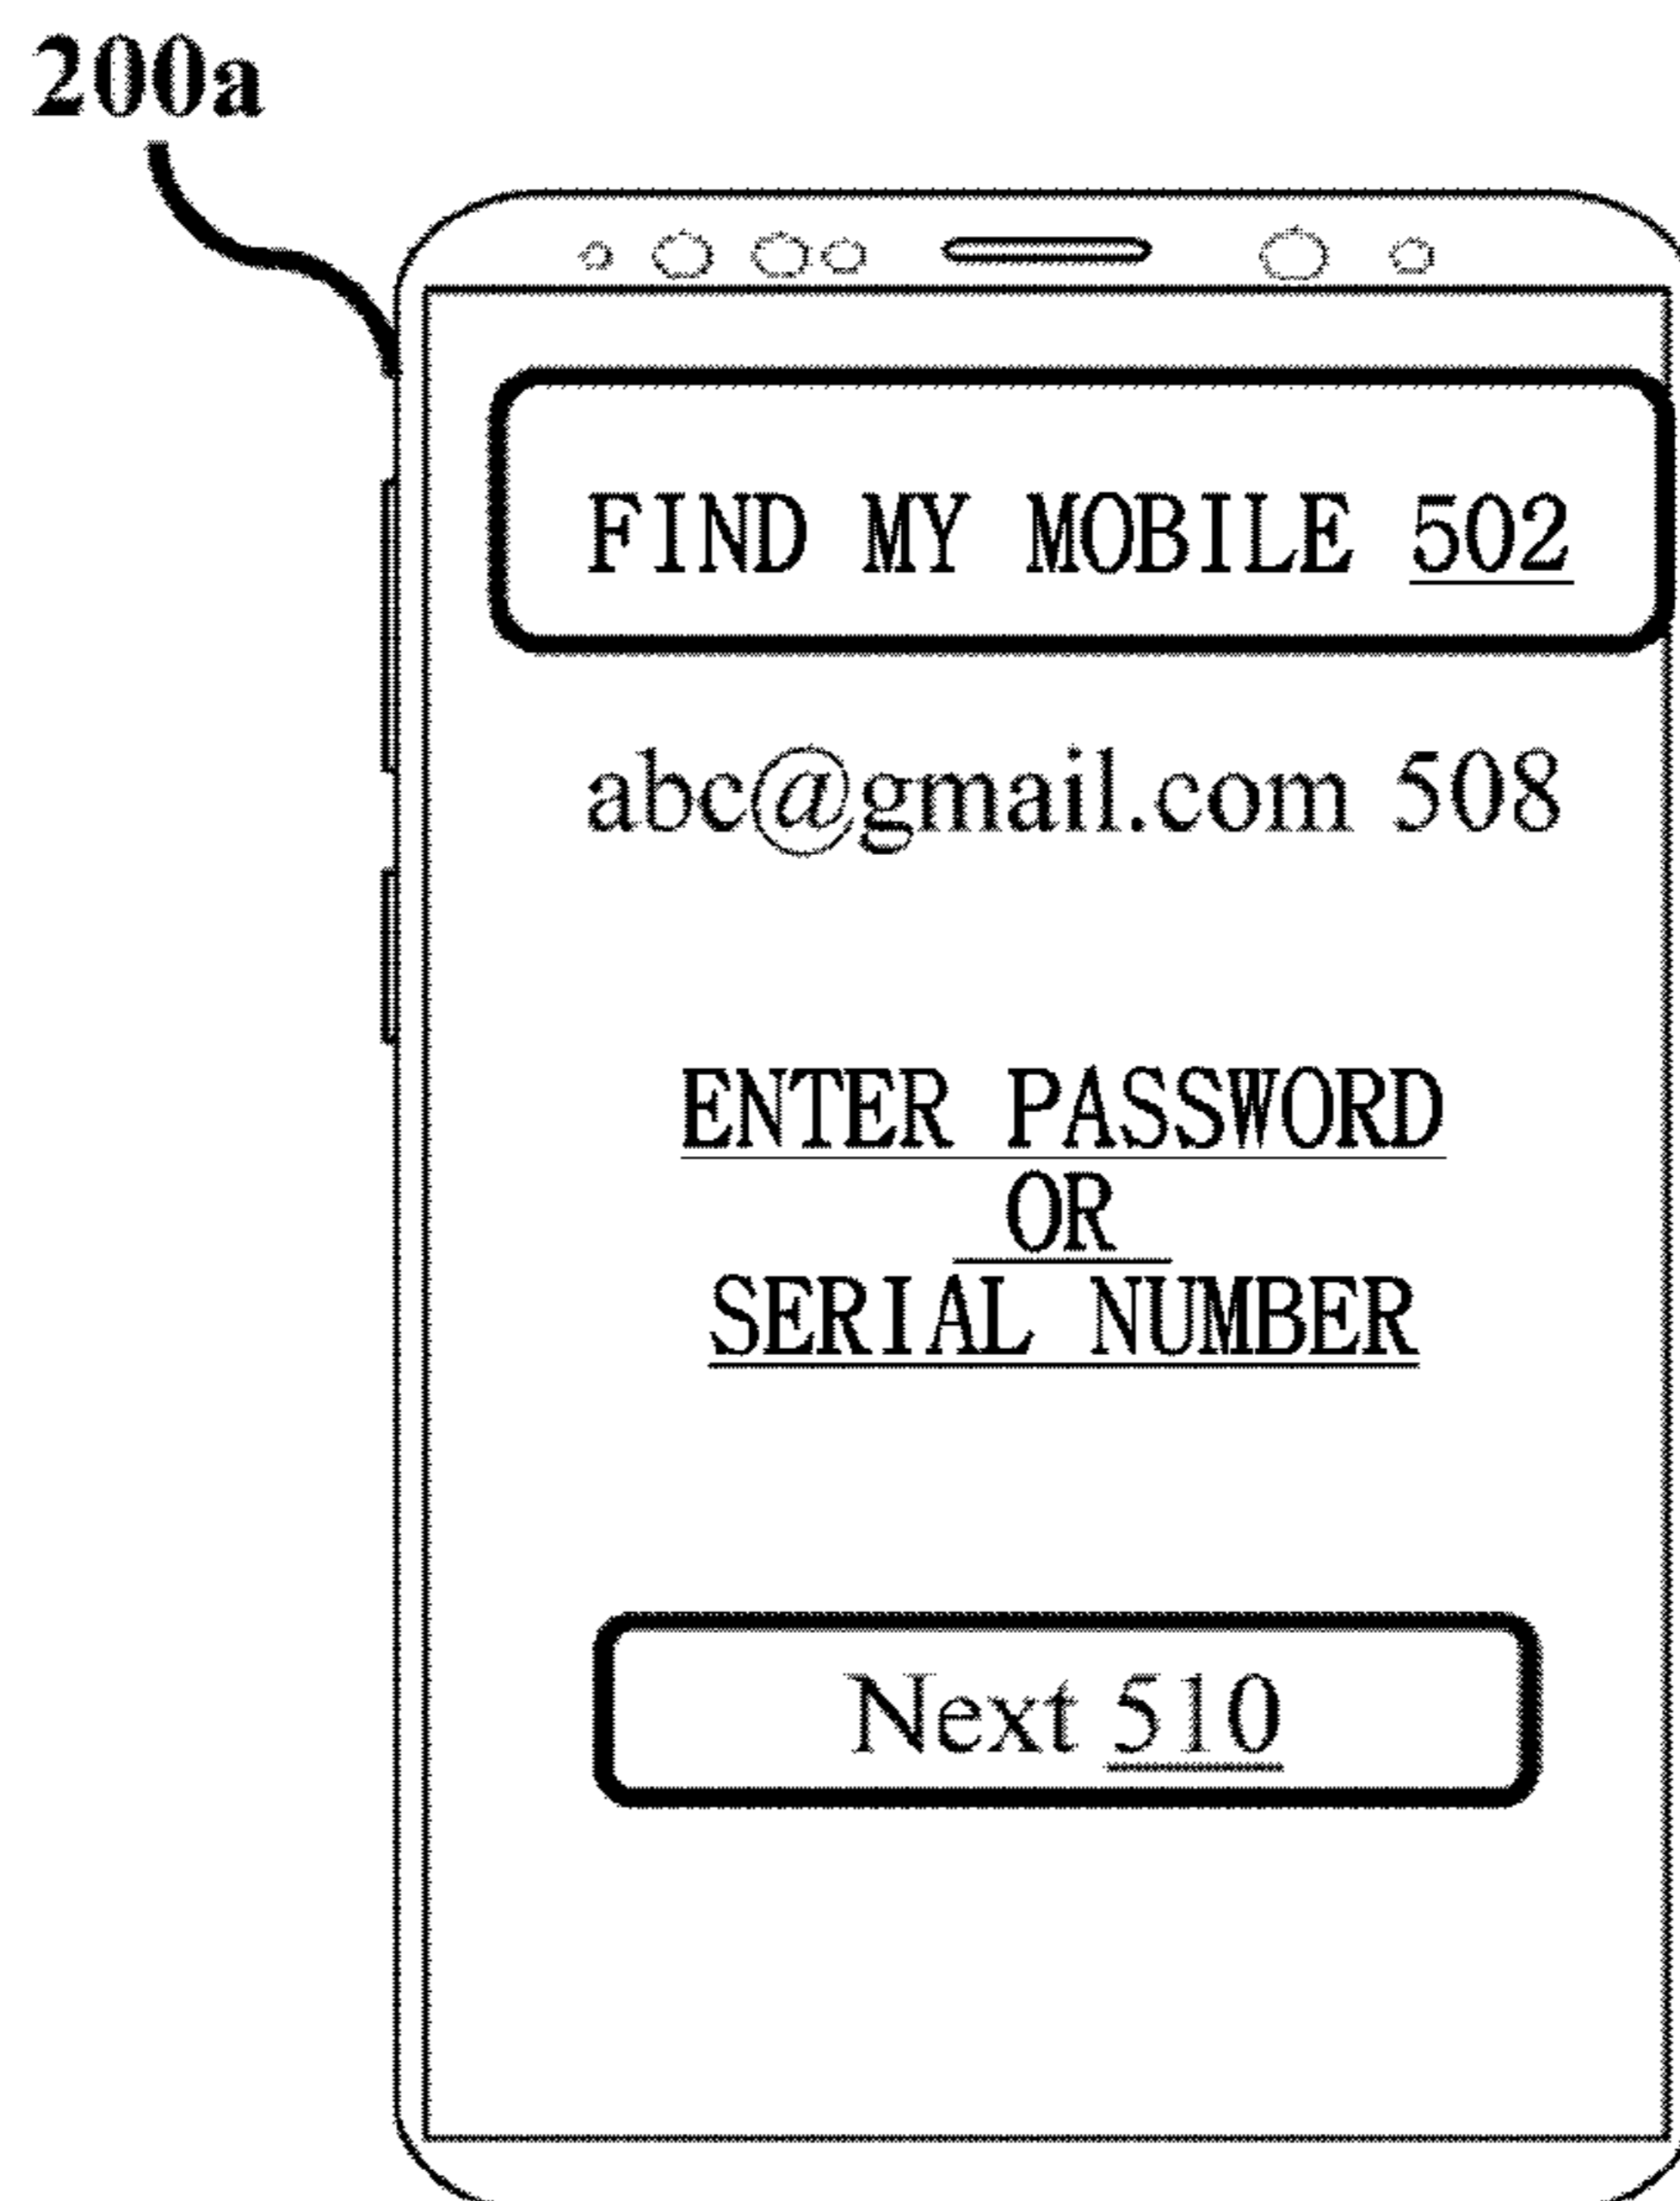 200a
FIND MY MOBILE 502
abc@gmail.com 508
ENTER PASSWORD
OR
SERIAL NUMBER
Next 510